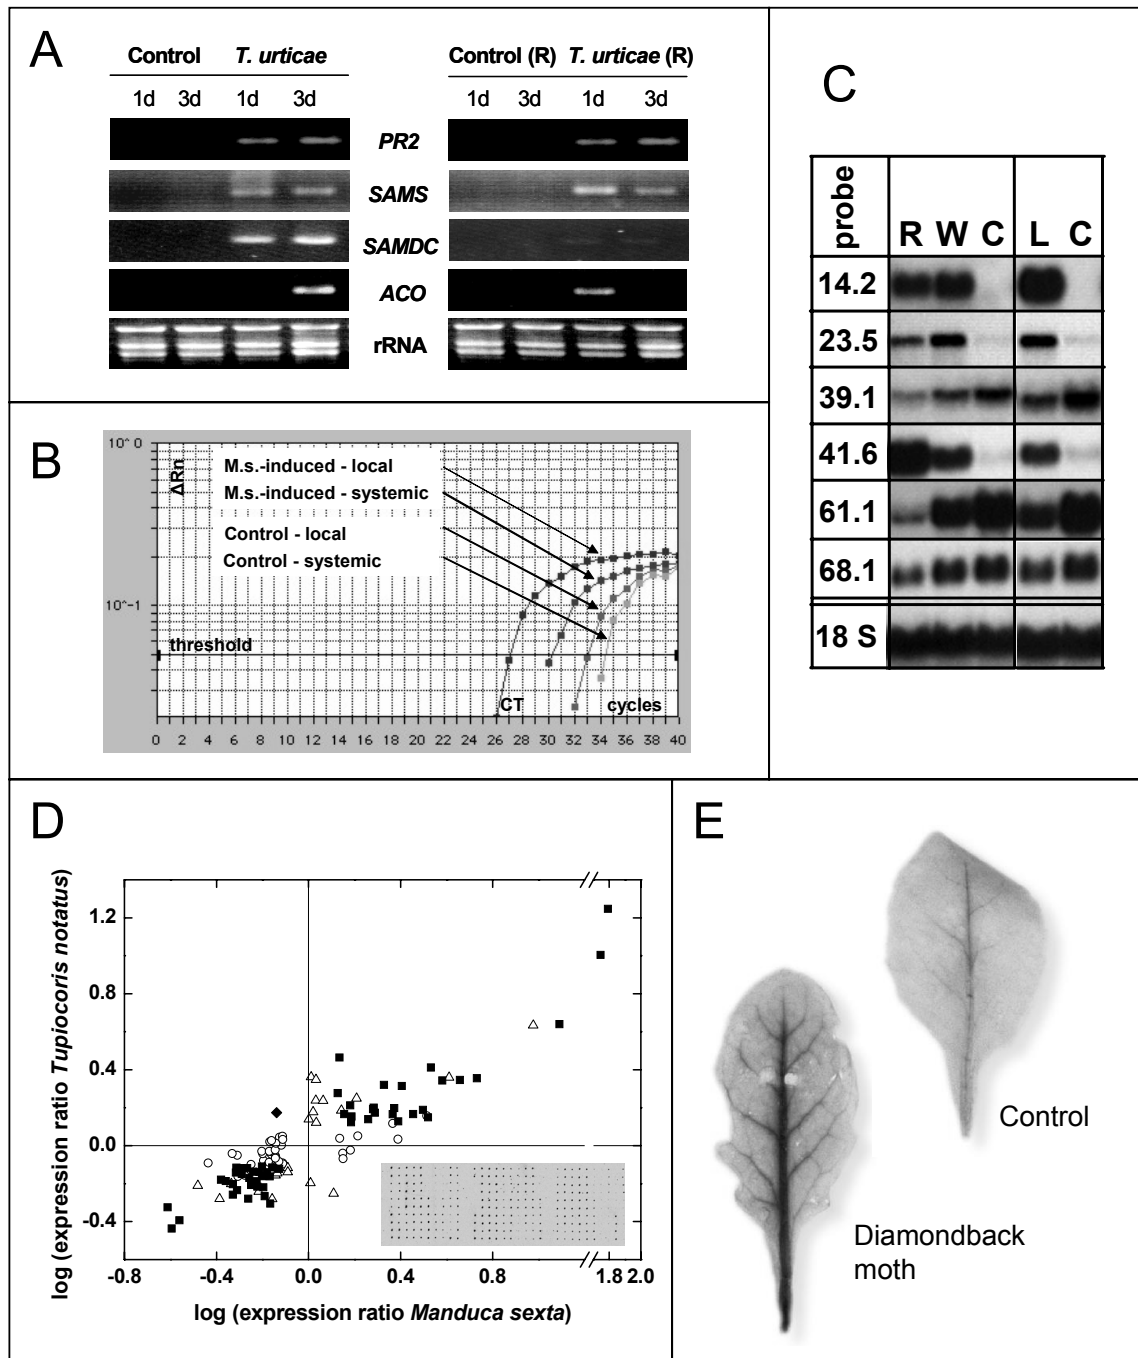 A
Control T. urticae
1d 3d 1d 3d
Control (R) T. urticae (R)
1d 3d 1d 3d
PR2
SAMS
SAMDC
ACO
rRNA
B
10^ 0
ΔRn
M.s.-induced - local
M.s.-induced - systemic
Control - local
Control - systemic
10^-1
threshold
CT cycles
0 2 4 6 8 10 12 14 16 18 20 22 24 26 28 30 32 34 36 38 40
C
probe R W C L C
14.2
23.5
39.1
41.6
61.1
68.1
18 S
D
log (expression ratio Tupiocoris notatus)
1.2
0.8
0.4
0.0
-0.4
-0.8 -0.4 0.0 0.4 0.8 1.8 2.0
log (expression ratio Manduca sexta)
E
Control
Diamondback
moth